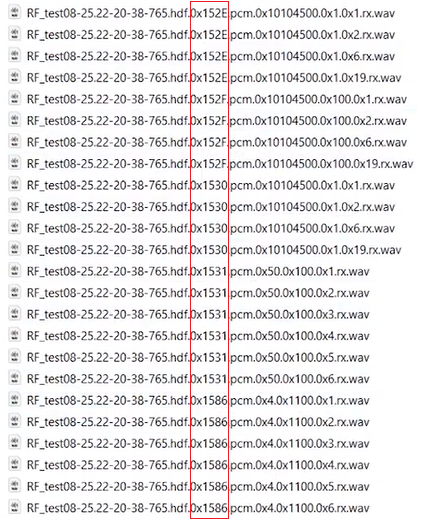 RF_test08-25.22-20-38-765.hdf.0x152E.pcm.0x10104500.0x1.0x1.rx.wav
RF_test08-25.22-20-38-765.hdf.0x152E.pcm.0x10104500.0x1.0x2.rx.wav
RF_test08-25.22-20-38-765.hdf.0x152E.pcm.0x10104500.0x1.0x6.rx.wav
RF_test08-25.22-20-38-765.hdf.0x152E.pcm.0x10104500.0x1.0x19.rx.wav
RF_test08-25.22-20-38-765.hdf.0x152F.pcm.0x10104500.0x100.0x1.rx.wav
RF_test08-25.22-20-38-765.hdf.0x152F.pcm.0x10104500.0x100.0x2.rx.wav
RF_test08-25.22-20-38-765.hdf.0x152F.pcm.0x10104500.0x100.0x6.rx.wav
RF_test08-25.22-20-38-765.hdf.0x152F.pcm.0x10104500.0x100.0x19.rx.wav
RF_test08-25.22-20-38-765.hdf.0x1530.pcm.0x10104500.0x1.0x1.rx.wav
RF_test08-25.22-20-38-765.hdf.0x1530.pcm.0x10104500.0x1.0x2.rx.wav
RF_test08-25.22-20-38-765.hdf.0x1530.pcm.0x10104500.0x1.0x6.rx.wav
RF_test08-25.22-20-38-765.hdf.0x1530.pcm.0x10104500.0x1.0x19.rx.wav
RF_test08-25.22-20-38-765.hdf.0x1531.pcm.0x50.0x100.0x1.rx.wav
RF_test08-25.22-20-38-765.hdf.0x1531.pcm.0x50.0x100.0x2.rx.wav
RF_test08-25.22-20-38-765.hdf.0x1531.pcm.0x50.0x100.0x3.rx.wav
RF_test08-25.22-20-38-765.hdf.0x1531.pcm.0x50.0x100.0x4.rx.wav
RF_test08-25.22-20-38-765.hdf.0x1531.pcm.0x50.0x100.0x5.rx.wav
RF_test08-25.22-20-38-765.hdf.0x1531.pcm.0x50.0x100.0x6.rx.wav
RF_test08-25.22-20-38-765.hdf.0x1586.pcm.0x4.0x1100.0x1.rx.wav
RF_test08-25.22-20-38-765.hdf.0x1586.pcm.0x4.0x1100.0x2.rx.wav
RF_test08-25.22-20-38-765.hdf.0x1586.pcm.0x4.0x1100.0x3.rx.wav
RF_test08-25.22-20-38-765.hdf.0x1586.pcm.0x4.0x1100.0x4.rx.wav
RF_test08-25.22-20-38-765.hdf.0x1586.pcm.0x4.0x1100.0x5.rx.wav
RF_test08-25.22-20-38-765.hdf.0x1586.pcm.0x4.0x1100.0x6.rx.wav